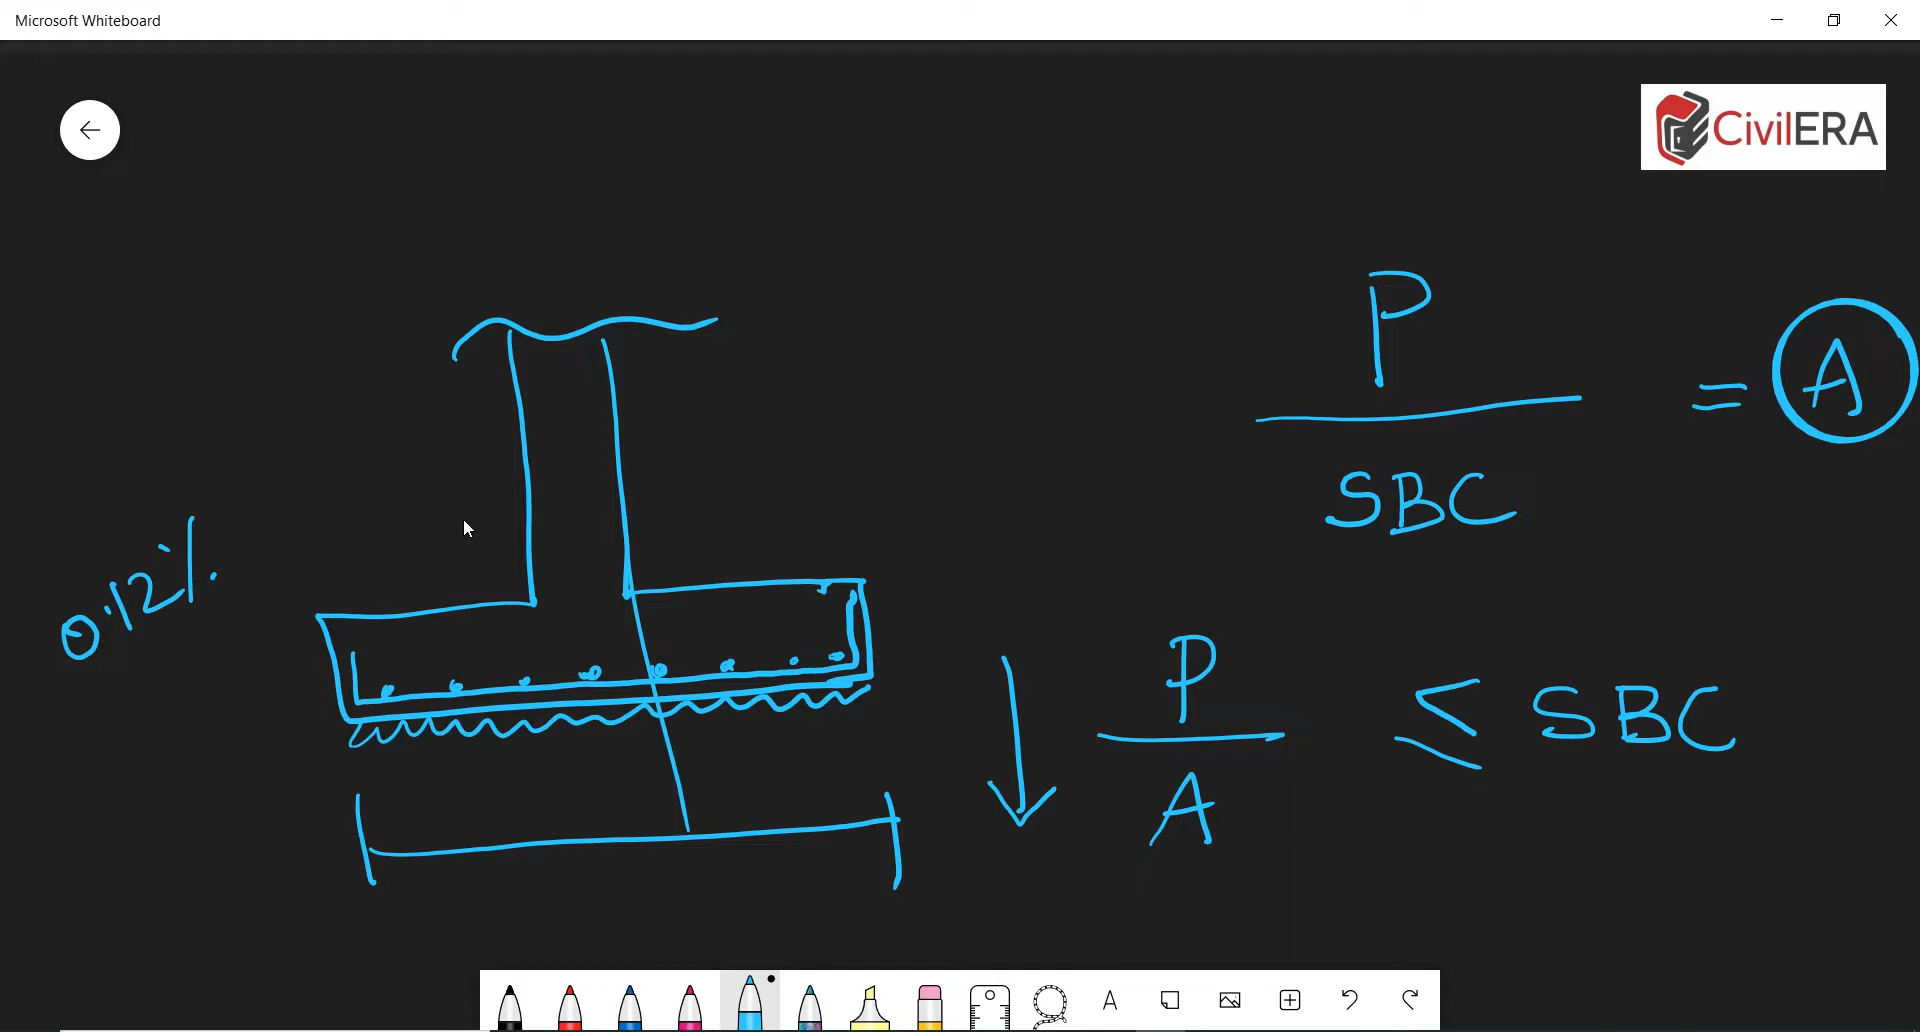 Microsoft Whiteboard
CivilERA
P
= A
SBC
0.12%
P
≤ SBC
A
A